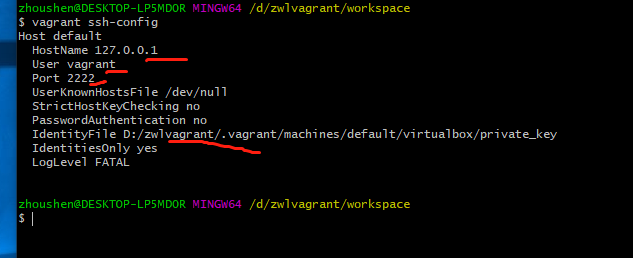 zhoushen@DESKTOP-LP5MDOR MINGW64 /d/zwlvagrant/workspace
$ vagrant ssh-config
Host default
  HostName 127.0.0.1
  User vagrant
  Port 2222
  UserKnownHostsFile /dev/null
  StrictHostKeyChecking no
  PasswordAuthentication no
  IdentityFile D:/zwlvagrant/.vagrant/machines/default/virtualbox/private_key
  IdentitiesOnly yes
  LogLevel FATAL
zhoushen@DESKTOP-LP5MDOR MINGW64 /d/zwlvagrant/workspace
$